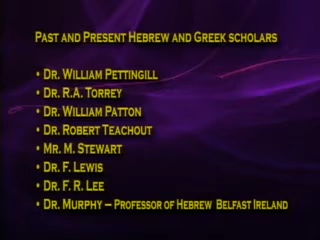 Past and Present Hebrew and Greek scholars
• Dr. William Pettingill
• Dr. R.A. Torrey
• Dr. William Patton
• Dr. Robert Teachout
• Mr. M. Stewart
• Dr. F. Lewis
• Dr. F. R. Lee
• Dr. Murphy – Professor of Hebrew Belfast Ireland